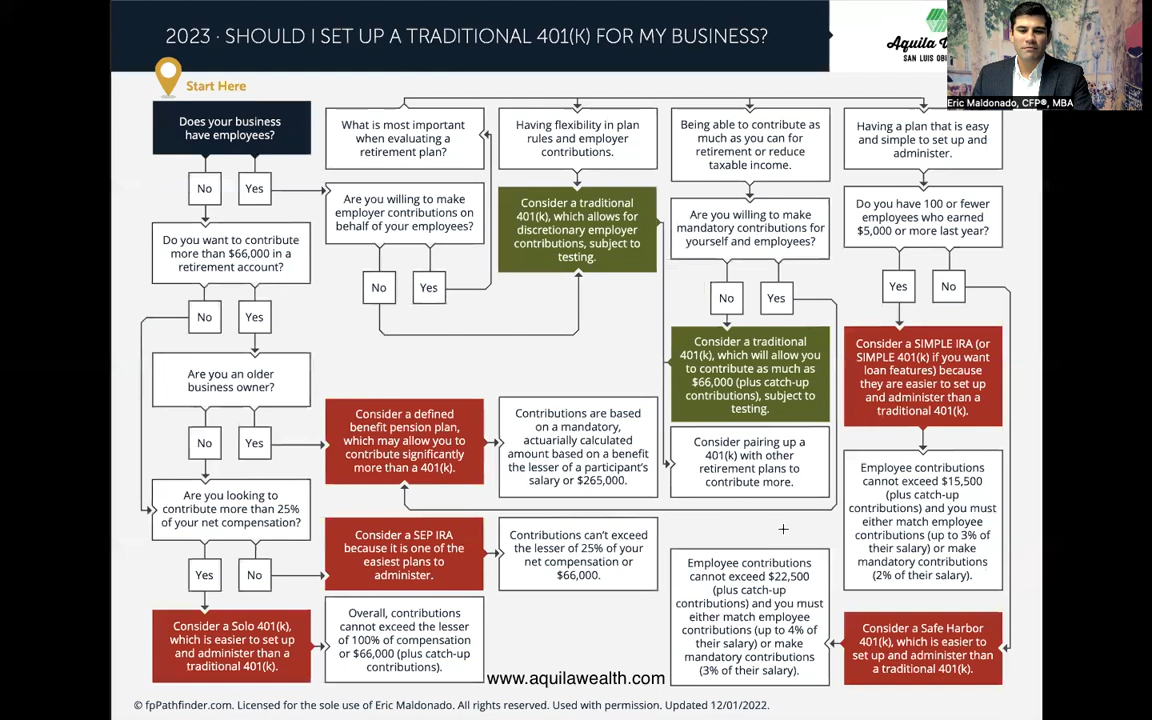 2023 · SHOULD I SET UP A TRADITIONAL 401(K) FOR MY BUSINESS?
Aquila
SAN LUIS OB
Eric Maldonado, CFP®, MBA
Start Here
Does your business
have employees?
No
Yes
Do you want to contribute
more than $66,000 in a
retirement account?
No
Yes
Are you an older
business owner?
No
Yes
Are you looking to
contribute more than 25%
of your net compensation?
Yes
No
Consider a Solo 401(k),
which is easier to set up
and administer than a
traditional 401(k).
What is most important
when evaluating a
retirement plan?
Are you willing to make
employer contributions on
behalf of your employees?
No
Yes
Consider a defined
benefit pension plan,
which may allow you to
contribute significantly
more than a 401(k).
Consider a SEP IRA
because it is one of the
easiest plans to
administer.
Overall, contributions
cannot exceed the lesser
of 100% of compensation
or $66,000 (plus catch-up
contributions).
Having flexibility in plan
rules and employer
contributions.
Consider a traditional
401(k), which allows for
discretionary employer
contributions, subject to
testing.
Contributions are based
on a mandatory,
actuarially calculated
amount based on a benefit
the lesser of a participant's
salary or $265,000.
Contributions can't exceed
the lesser of 25% of your
net compensation or
$66,000.
Being able to contribute as
much as you can for
retirement or reduce
taxable income.
Are you willing to make
mandatory contributions for
yourself and employees?
No
Yes
Consider a traditional
401(k), which will allow you
to contribute as much as
$66,000 (plus catch-up
contributions), subject to
testing.
Consider pairing up a
401(k) with other
retirement plans to
contribute more.
Employee contributions
cannot exceed $22,500
(plus catch-up
contributions) and you must
either match employee
contributions (up to 4% of
their salary) or make
mandatory contributions
(3% of their salary).
Having a plan that is easy
and simple to set up and
administer.
Do you have 100 or fewer
employees who earned
$5,000 or more last year?
Yes
No
Consider a SIMPLE IRA (or
SIMPLE 401(k) if you want
loan features) because
they are easier to set up
and administer than a
traditional 401(k).
Employee contributions
cannot exceed $15,500
(plus catch-up
contributions) and you must
either match employee
contributions (up to 3% of
their salary) or make
mandatory contributions
(2% of their salary).
Consider a Safe Harbor
401(k), which is easier to
set up and administer than
a traditional 401(k).
www.aquilawealth.com
© fpPathfinder.com. Licensed for the sole use of Eric Maldonado. All rights reserved. Used with permission. Updated 12/01/2022.